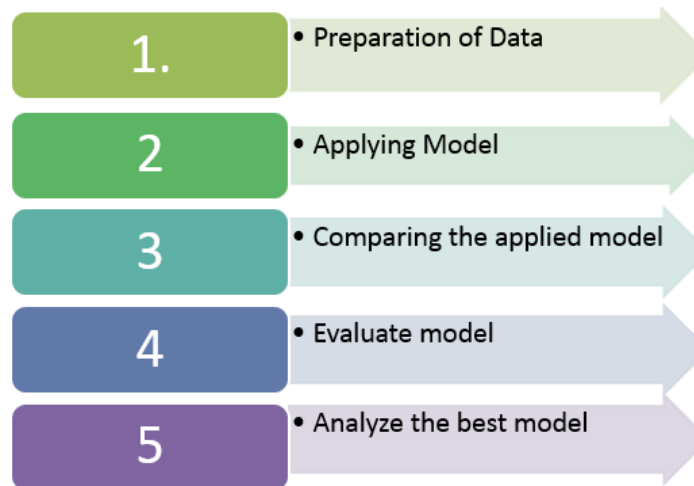 1.
• Preparation of Data
2
• Applying Model
3
• Comparing the applied model
4
• Evaluate model
5
• Analyze the best model